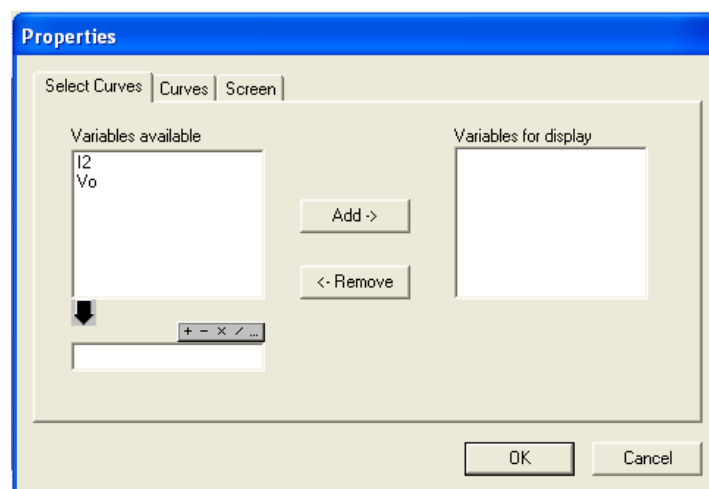 Properties
Select Curves Curves Screen
Variables available
I2
Vo
Add ->
<- Remove
Variables for display
+ - × / ...
OK Cancel